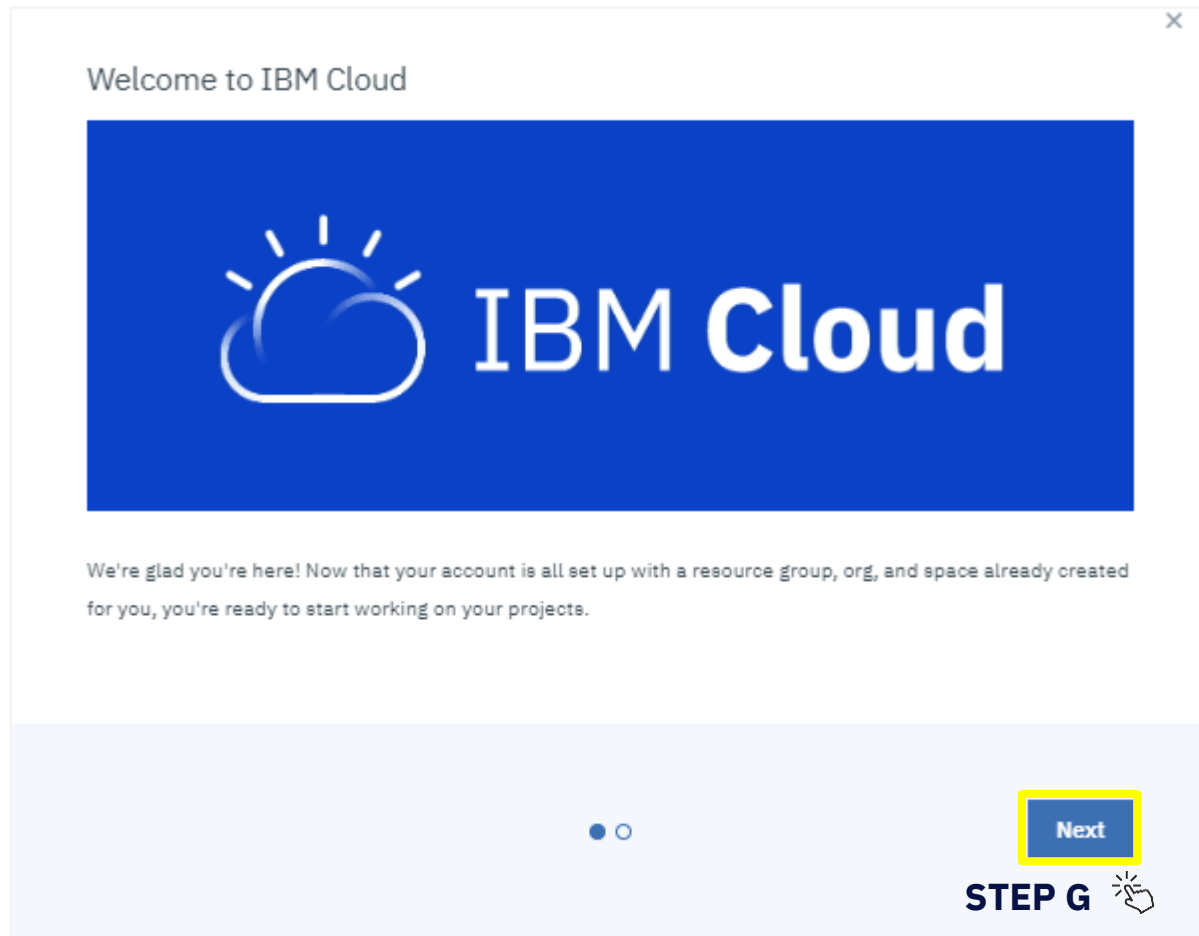 Welcome to IBM Cloud
IBM Cloud
We're glad you're here! Now that your account is all set up with a resource group, org, and space already created
for you, you're ready to start working on your projects.
Next
STEP G